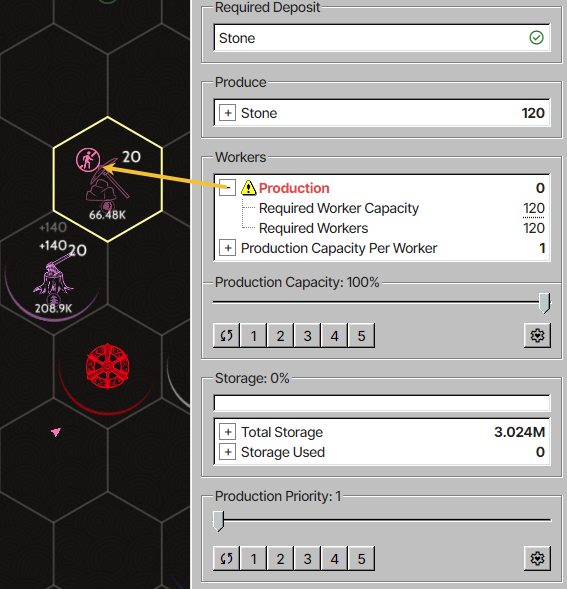 Required Deposit
Stone
Produce
Stone 120
Workers
Production 0
Required Worker Capacity 120
Required Workers 120
Production Capacity Per Worker 1
Production Capacity: 100%
1 2 3 4 5
Storage: 0%
Total Storage 3.024M
Storage Used 0
Production Priority: 1
1 2 3 4 5
20
66.48K
+140
+140 20
208.9K